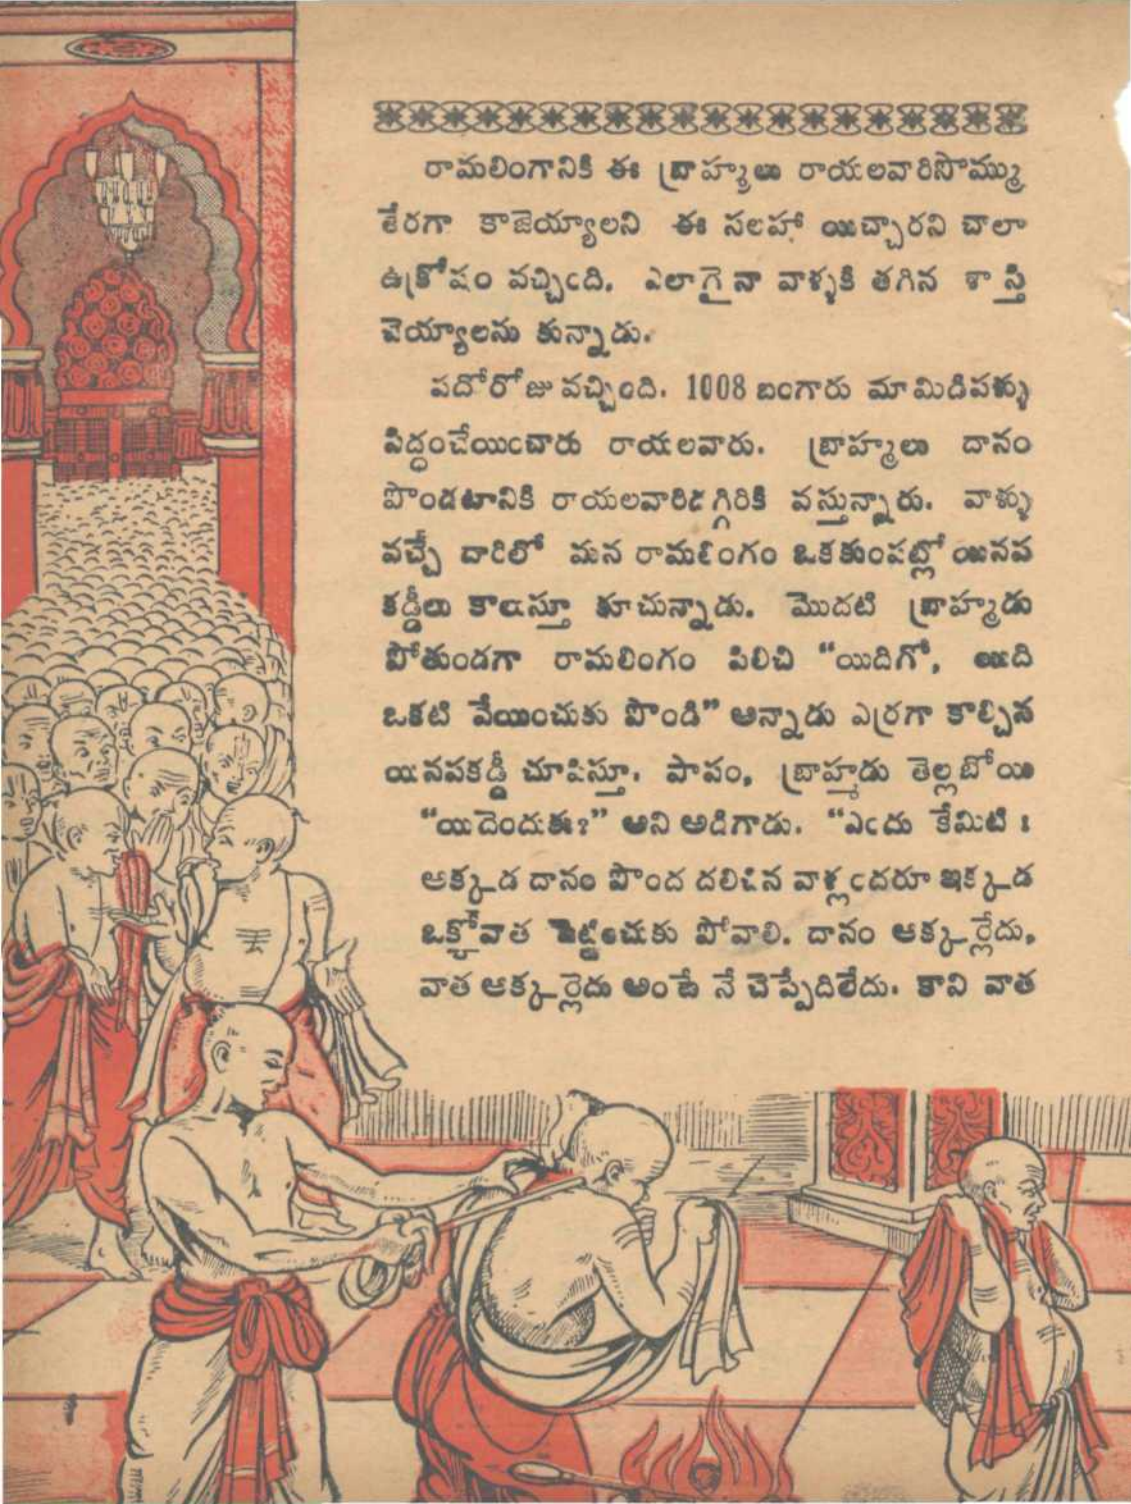 రామలింగానికి ఈ బ్రాహ్మలు రాయలవారిసొమ్ము
తేరగా కాజెయ్యాలని ఈ సలహా యిచ్చారని చాలా
ఉక్రోషం వచ్చింది. ఎలాగైనా వాళ్ళకి తగిన శాస్తి
చెయ్యాలను కున్నాడు.
పదోరోజు వచ్చింది. 1008 బంగారు మామిడిపళ్ళు
సిద్ధంచేయించారు రాయలవారు. బ్రాహ్మలు దానం
పొండటానికి రాయలవారిదగ్గిరికి వస్తున్నారు. వాళ్ళు
వచ్చే దారిలో మన రామలింగం ఒకకుంపట్లో యినప
కడ్డీలు కాలుస్తూ కూచున్నాడు. మొదటి బ్రాహ్మడు
పోతుండగా రామలింగం పిలిచి “యిదిగో, యిది
ఒకటి వేయించుకు పొండి” అన్నాడు ఎర్రగా కాల్చిన
యినపకడ్డీ చూపిస్తూ. పాపం, బ్రాహ్మడు తెల్లబోయి
“యిదెందుకు?” అని అడిగాడు. “ఎందు కేమిటి :
అక్కడ దానం పొంద దలిచిన వాళ్లందరూ ఇక్కడ
ఒక్కోవాత పెట్టించుకు పోవాలి. దానం అక్కర్లేదు,
వాత అక్కర్లెదు అంటే నే చెప్పేదిలేదు. కాని వాత